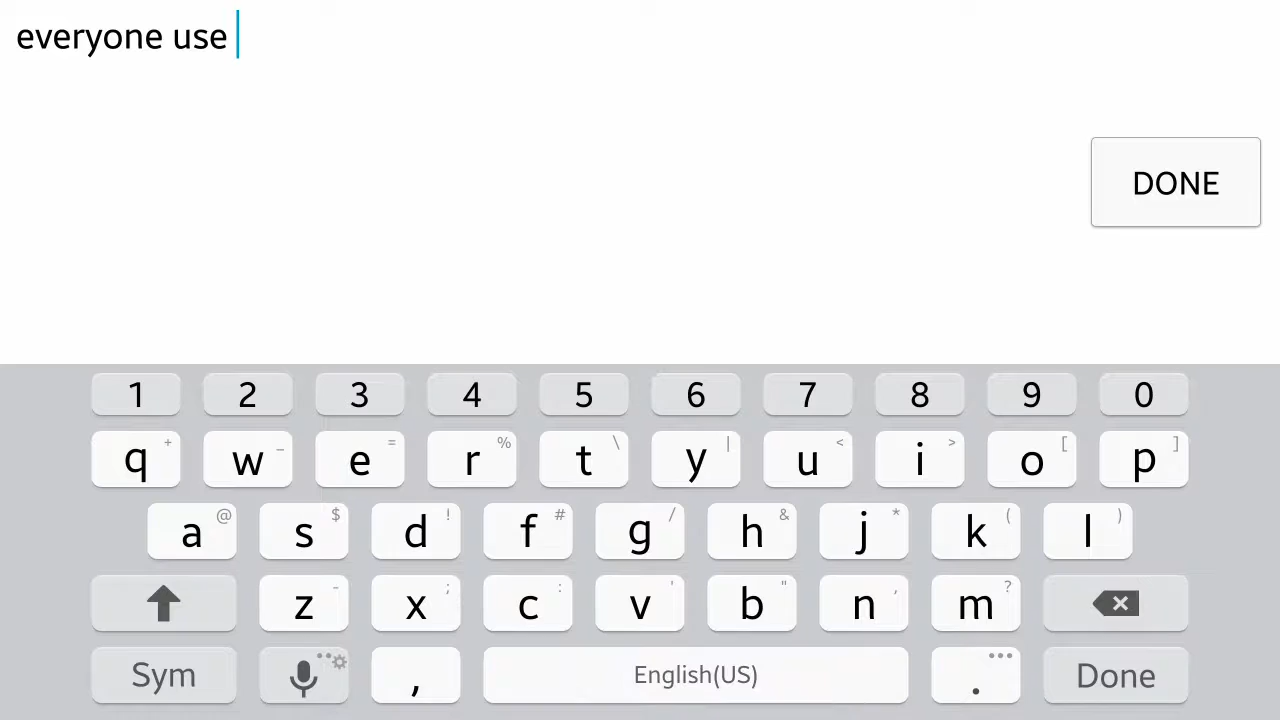 everyone use
DONE
1 2 3 4 5 6 7 8 9 0
q + w _ e = r % t \ y | u < i > o [ p ]
a @ s $ d ! f # g / h & j * k ( l )
z - x ; c : v ' b " n , m ?
Sym , English(US) . ... Done